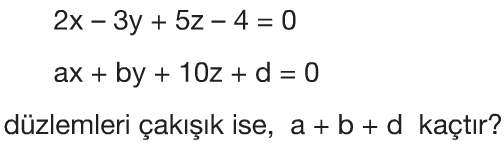 2x – 3y + 5z – 4 = 0
ax + by + 10z + d = 0
düzlemleri çakışık ise, a + b + d kaçtır?